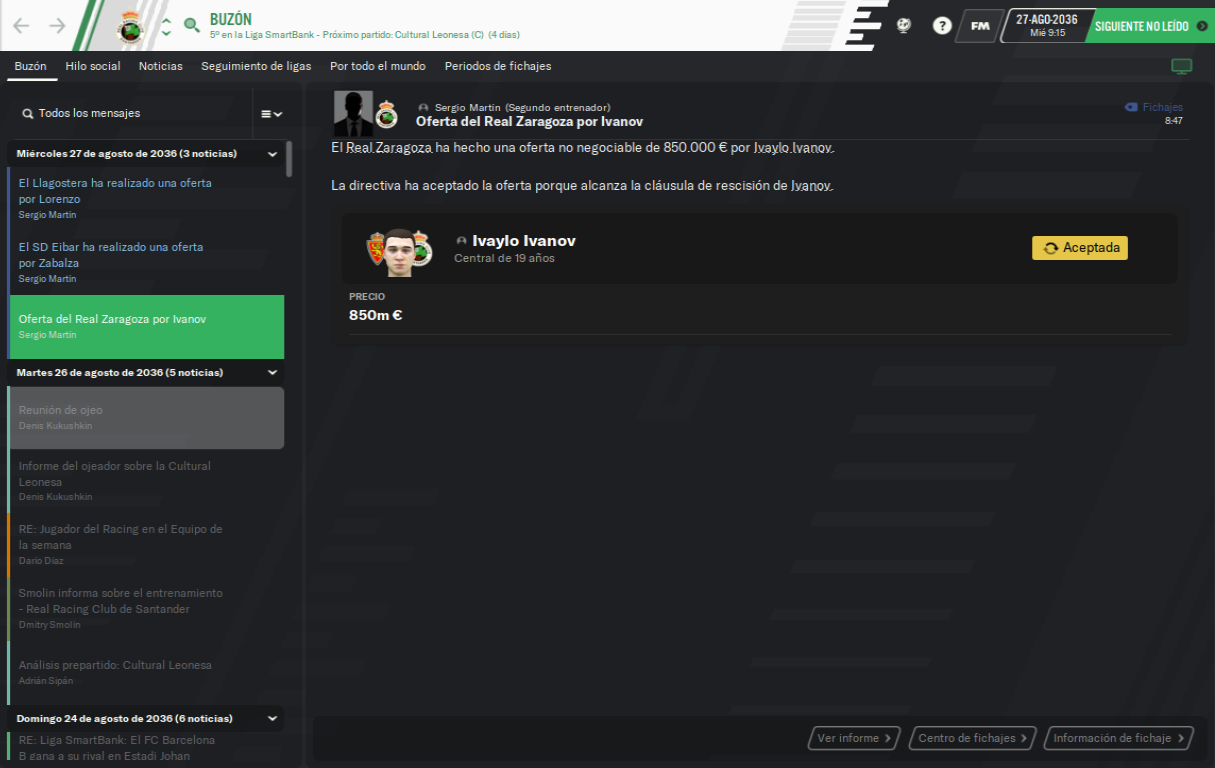 BUZÓN
5º en la Liga SmartBank - Próximo partido: Cultural Leonesa (C) (4 días)
?
FM
27-AGO-2036
Mié 9:15
SIGUIENTE NO LEÍDO
Buzón Hilo social Noticias Seguimiento de ligas Por todo el mundo Periodos de fichajes
Todos los mensajes
Miércoles 27 de agosto de 2036 (3 noticias)
El Llagostera ha realizado una oferta
por Lorenzo
Sergio Martín
El SD Eibar ha realizado una oferta
por Zabalza
Sergio Martín
Oferta del Real Zaragoza por Ivanov
Sergio Martín
Martes 26 de agosto de 2036 (5 noticias)
Reunión de ojeo
Denis Kukushkin
Informe del ojeador sobre la Cultural
Leonesa
Denis Kukushkin
RE: Jugador del Racing en el Equipo de
la semana
Darío Díaz
Smolin informa sobre el entrenamiento
- Real Racing Club de Santander
Dmitry Smolin
Análisis prepartido: Cultural Leonesa
Adrián Sipán
Domingo 24 de agosto de 2036 (6 noticias)
RE: Liga SmartBank: El FC Barcelona
B gana a su rival en Estadi Johan
Sergio Martín (Segundo entrenador)
Oferta del Real Zaragoza por Ivanov
Fichajes
8:47
El Real Zaragoza ha hecho una oferta no negociable de 850.000 € por Ivaylo Ivanov.
La directiva ha aceptado la oferta porque alcanza la cláusula de rescisión de Ivanov.
Ivaylo Ivanov
Central de 19 años
Aceptada
PRECIO
850m €
Ver informe
Centro de fichajes
Información de fichaje